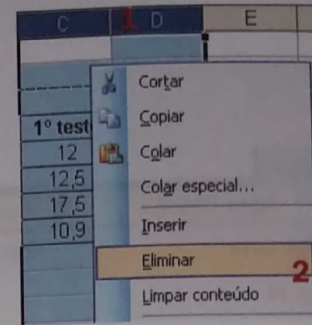 C 1 D E
Cortar
Copiar
1º test
12
Colar
12,5
Colar especial...
17,5
10,9
Inserir
Eliminar 2
Limpar conteúdo